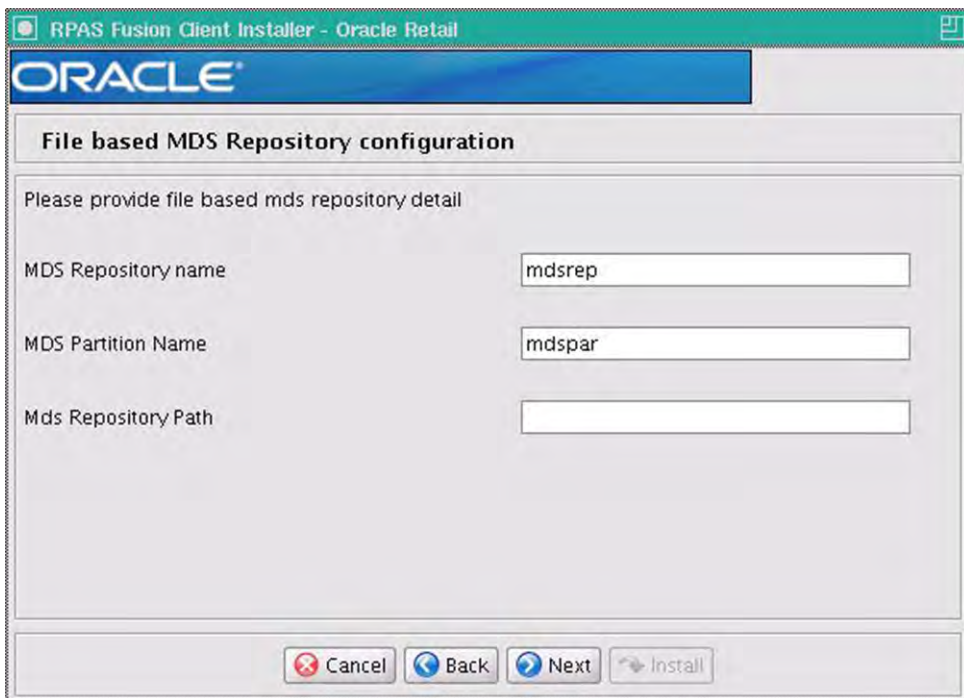 RPAS Fusion Client Installer - Oracle Retail
ORACLE®
File based MDS Repository configuration
Please provide file based mds repository detail
MDS Repository name
mdsrep
MDS Partition Name
mdspar
Mds Repository Path
Cancel
Back
Next
Install